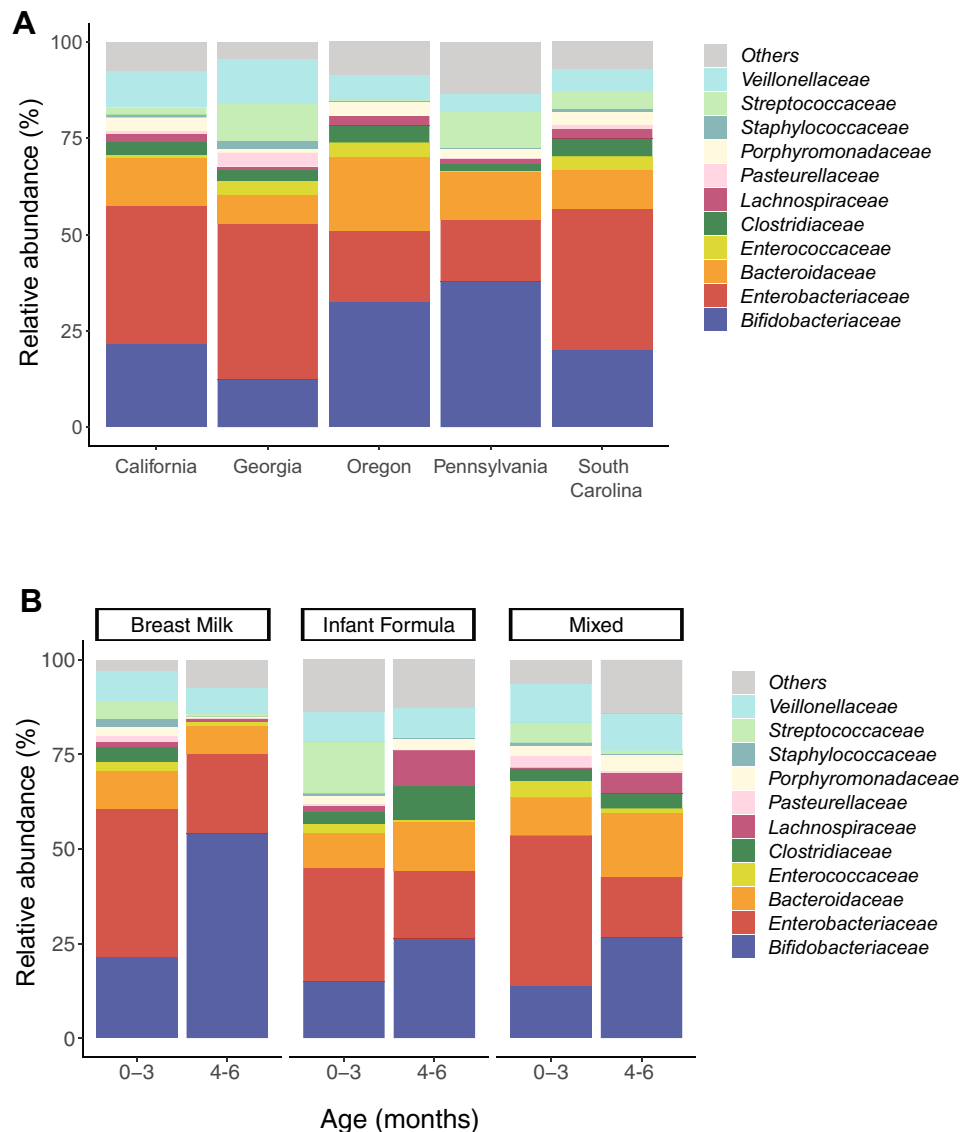 A
Relative abundance (%)
100
75
50
25
0
California
Georgia
Oregon
Pennsylvania
South
Carolina
Others
Veillonellaceae
Streptococcaceae
Staphylococcaceae
Porphyromonadaceae
Pasteurellaceae
Lachnospiraceae
Clostridiaceae
Enterococcaceae
Bacteroidaceae
Enterobacteriaceae
Bifidobacteriaceae
B
Breast Milk
Infant Formula
Mixed
Relative abundance (%)
100
75
50
25
0
0–3
4-6
0–3
4-6
0–3
4-6
Age (months)
Others
Veillonellaceae
Streptococcaceae
Staphylococcaceae
Porphyromonadaceae
Pasteurellaceae
Lachnospiraceae
Clostridiaceae
Enterococcaceae
Bacteroidaceae
Enterobacteriaceae
Bifidobacteriaceae